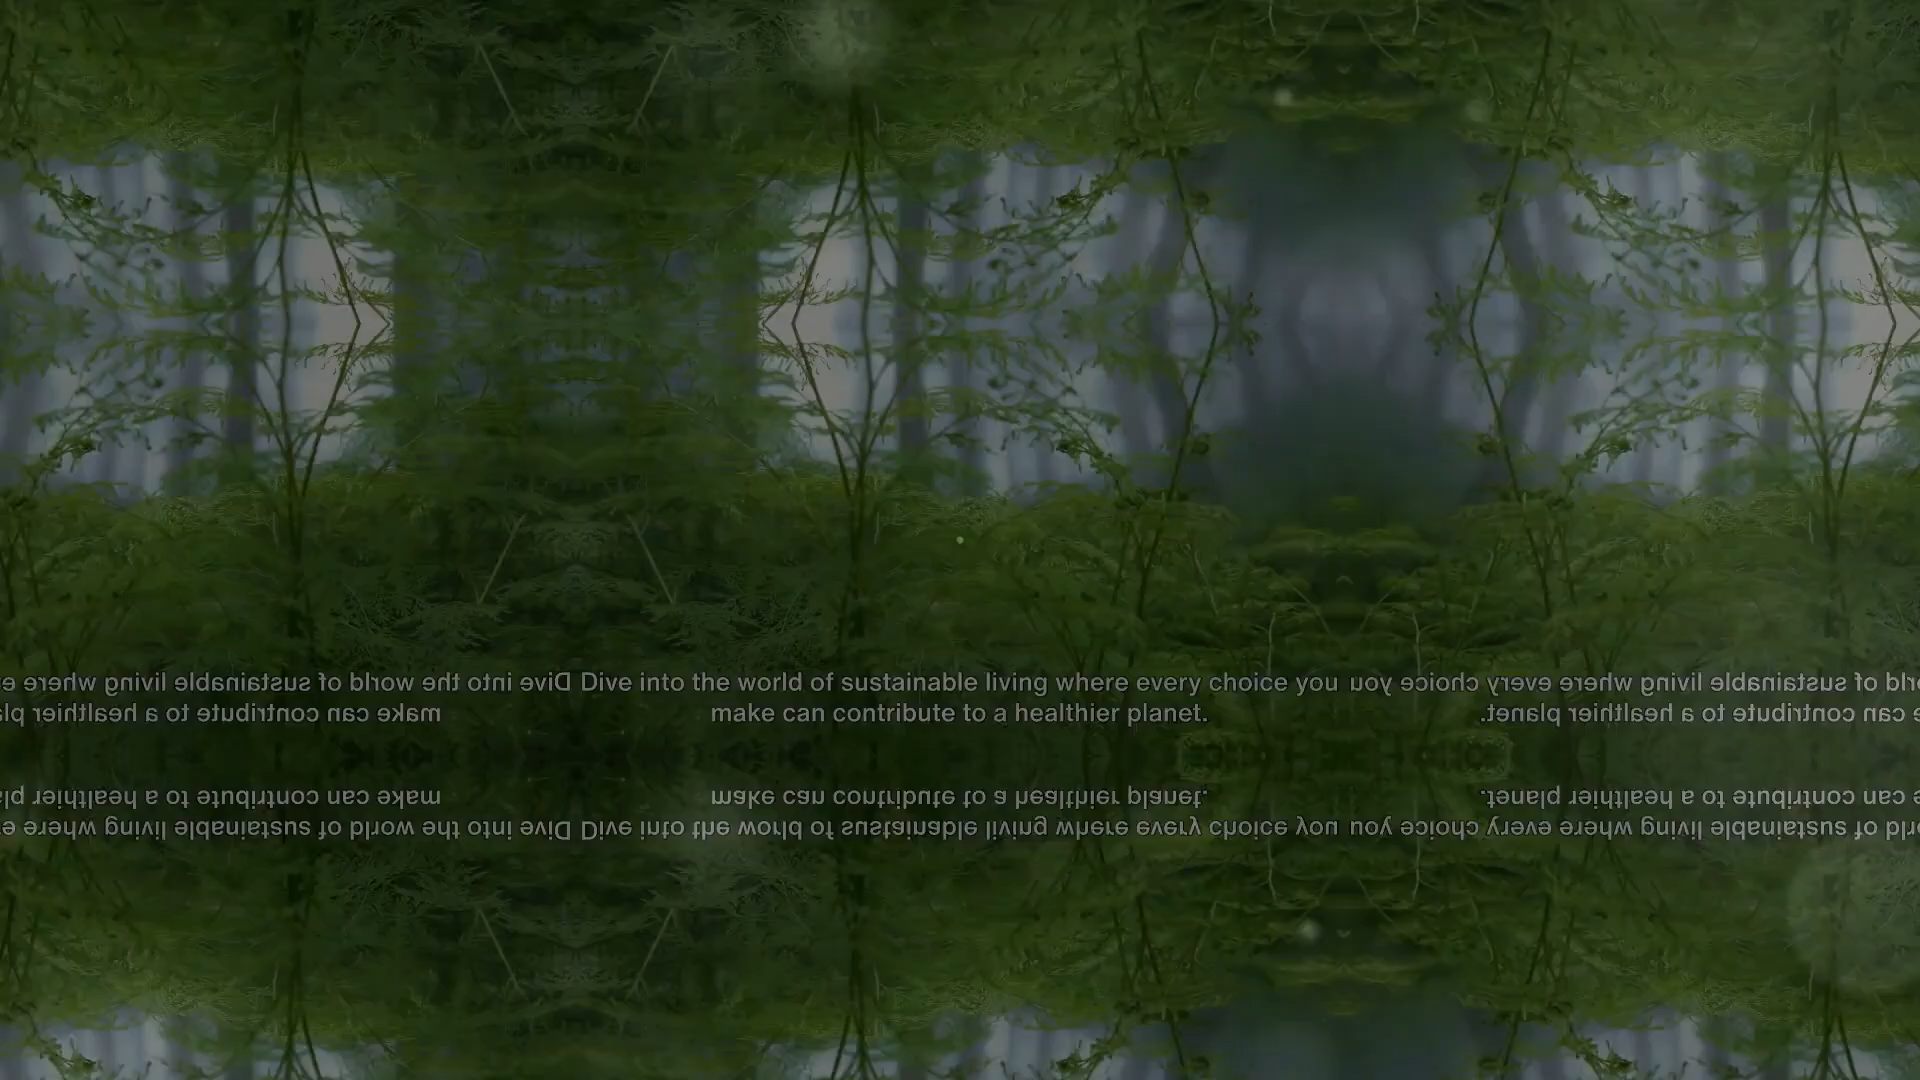 Dive into the world of sustainable living where every choice you
make can contribute to a healthier planet.